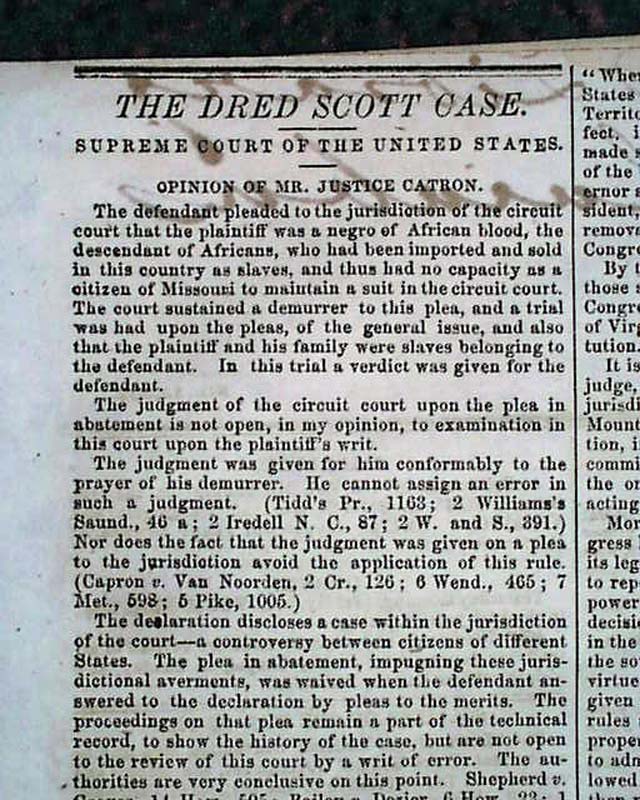 THE DRED SCOTT CASE.
SUPREME COURT OF THE UNITED STATES.
OPINION OF MR. JUSTICE CATRON.
The defendant pleaded to the jurisdiction of the circuit
court that the plaintiff was a negro of African blood, the
descendant of Africans, who had been imported and sold
in this country as slaves, and thus had no capacity as a
citizen of Missouri to maintain a suit in the circuit court.
The court sustained a demurrer to this plea, and a trial
was had upon the pleas, of the general issue, and also
that the plaintiff and his family were slaves belonging to
the defendant. In this trial a verdict was given for the
defendant.
The judgment of the circuit court upon the plea in
abatement is not open, in my opinion, to examination in
this court upon the plaintiff's writ.
The judgment was given for him conformably to the
prayer of his demurrer. He cannot assign an error in
such a judgment. (Tidd's Pr., 1163; 2 Williams's
Saund., 46 a; 2 Iredell N. C., 87; 2 W. and S., 391.)
Nor does the fact that the judgment was given on a plea
to the jurisdiction avoid the application of this rule.
(Capron v. Van Noorden, 2 Cr., 126; 6 Wend., 465; 7
Met., 598; 5 Pike, 1005.)
The declaration discloses a case within the jurisdiction
of the court—a controversy between citizens of different
States. The plea in abatement, impugning these juris-
dictional averments, was waived when the defendant an-
swered to the declaration by pleas to the merits. The
proceedings on that plea remain a part of the technical
record, to show the history of the case, but are not open
to the review of this court by a writ of error. The au-
thorities are very conclusive on this point. Shepherd v.
"Whe
States
Territo
fect, i
made s
of the
ernor s
sident,
remov
Congr
By t
those s
Congr
of Virg
tution.
It is
judge,
jurisdi
Mount
tion, i
commi
the or
acting
Mor
gress
its leg
to rep
power
decisio
in the
the so
virtue
given
rules
proper
to adm
lowed